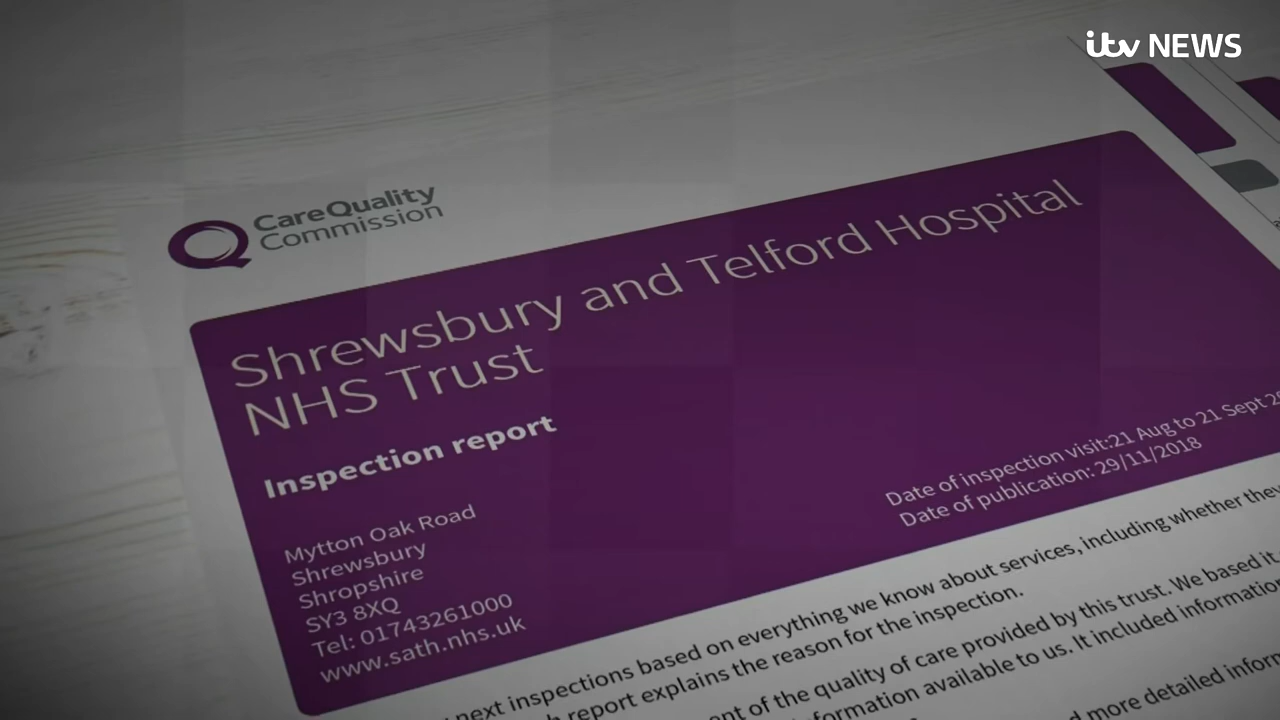 itv NEWS
CareQuality
Commission
Shrewsbury and Telford Hospital
NHS Trust
Inspection report
Mytton Oak Road
Shrewsbury
Shropshire
SY3 8XQ
Tel: 01743261000
www.sath.nhs.uk
Date of inspection visit:21 Aug to 21 Sept
Date of publication: 29/11/2018
next inspections based on everything we know about services, including whether they
report explains the reason for the inspection.
of the quality of care provided by this trust. We based it
available to us. It included
more detailed